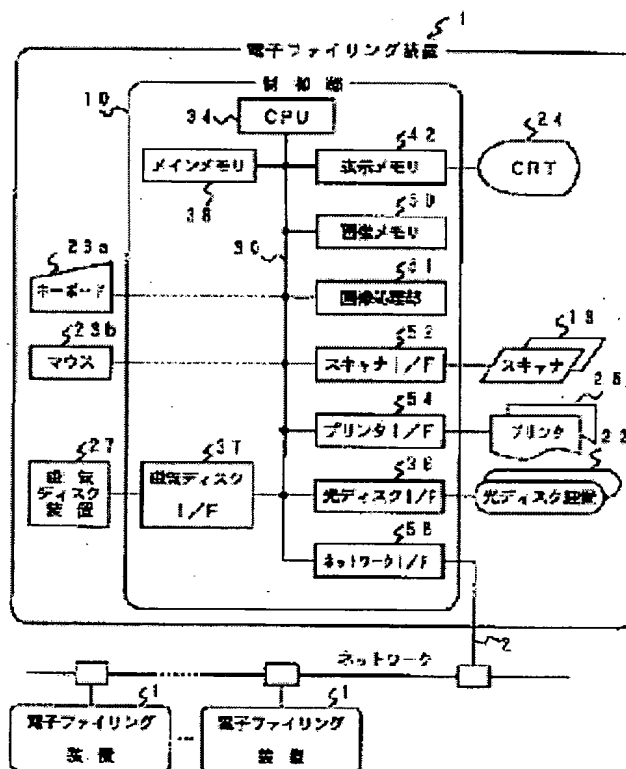 1
電子ファイリング装置
10
制御部
34
CPU
42
24
メインメモリ
表示メモリ
CRT
38
50
画像メモリ
30
23a
キーボード
画像処理部
23b
52
マウス
スキャナI/F
スキャナ
54
プリンタI/F
プリンタ
27
37
36
22
磁気
ディスク
装置
磁気ディスク
I/F
光ディスクI/F
光ディスク装置
ネットワークI/F
2
ネットワーク
1
1
電子ファイリング
装置
...
電子ファイリング
装置